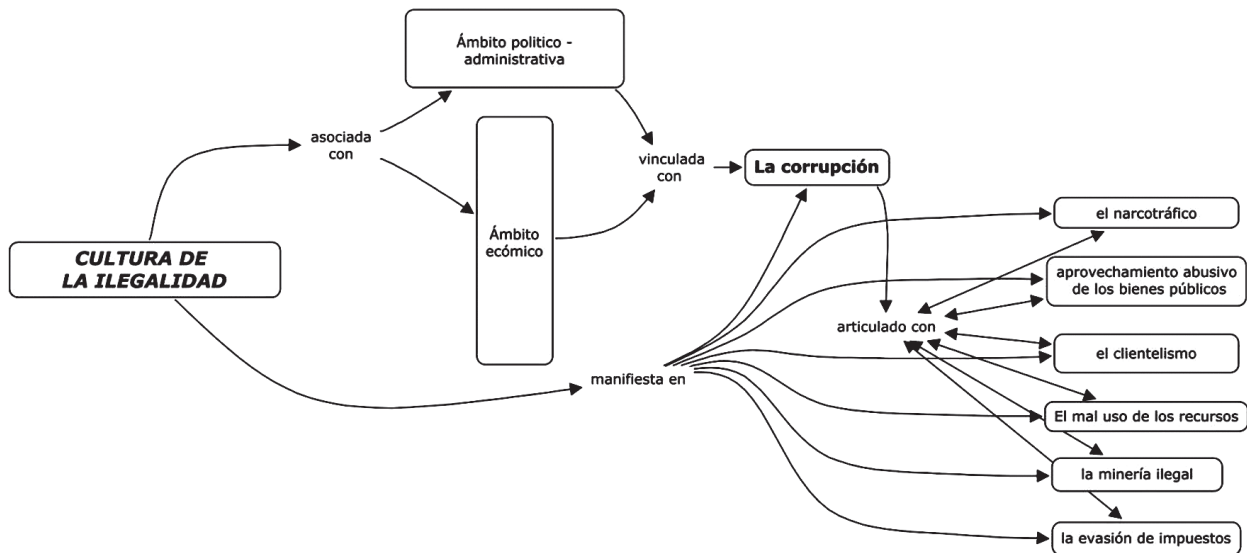 Ámbito politico -
administrativa
asociada
con
vinculada
con
La corrupción
el narcotráfico
Ámbito
ecómico
CULTURA DE
LA ILEGALIDAD
aprovechamiento abusivo
de los bienes públicos
articulado con
el clientelismo
manifiesta en
El mal uso de los recursos
la minería ilegal
la evasión de impuestos